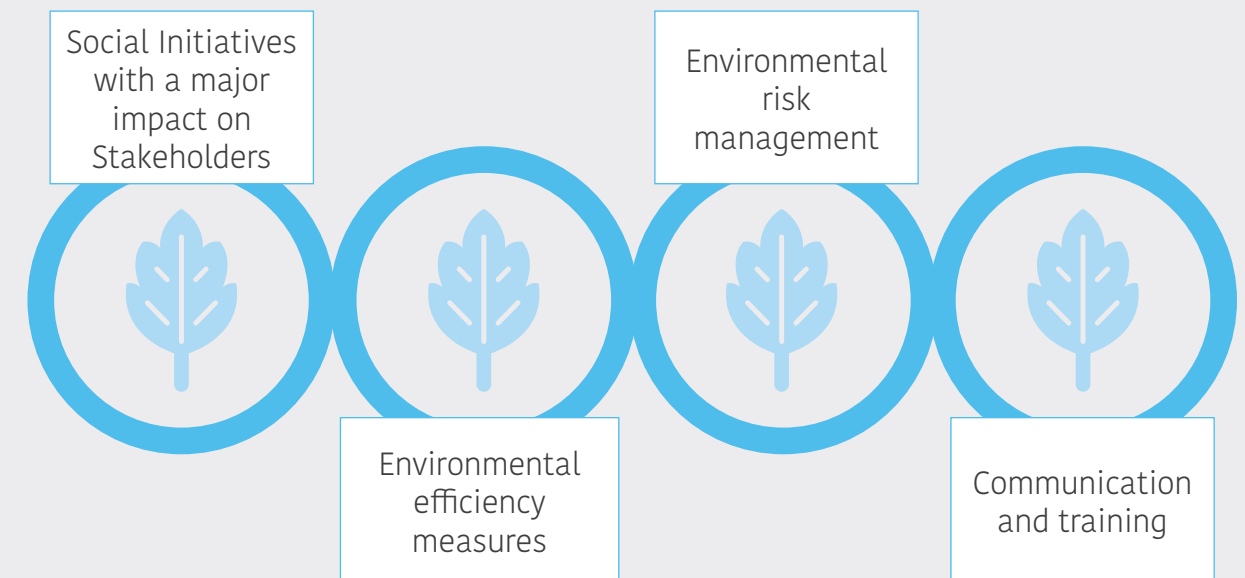 Social Initiatives
with a major
impact on
Stakeholders
Environmental
efficiency
measures
Environmental
risk
management
Communication
and training